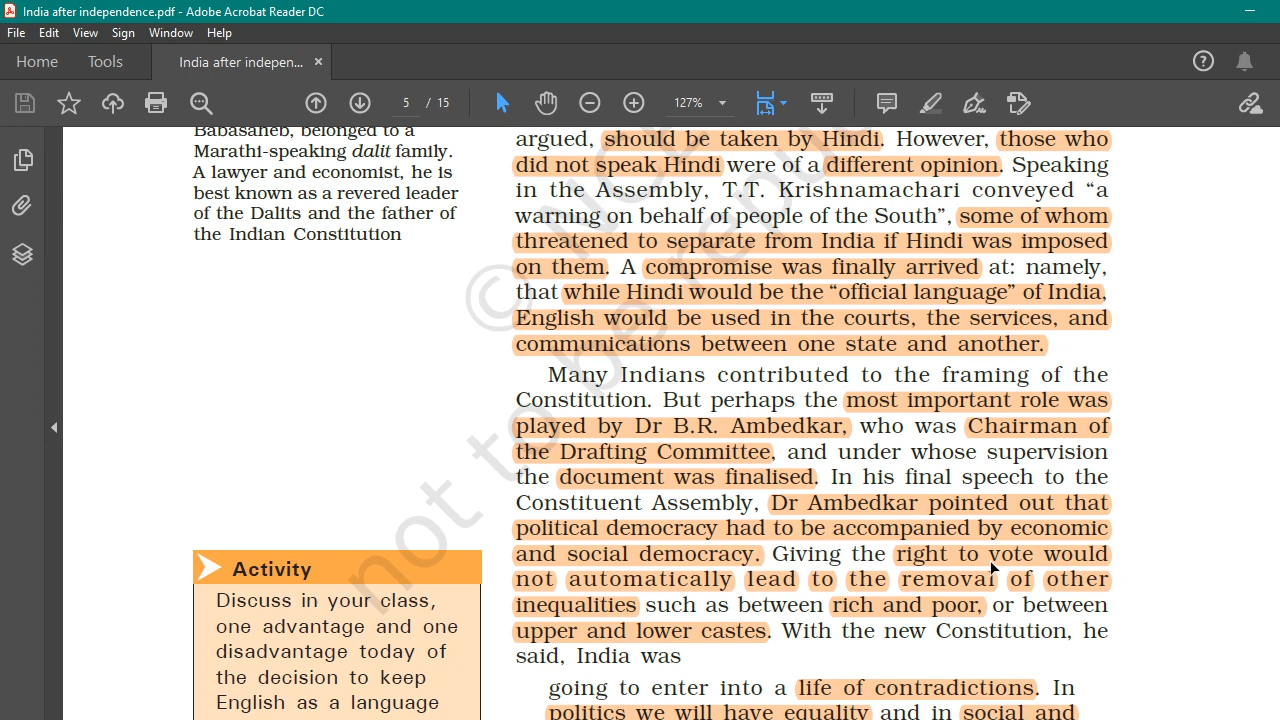 India after independence.pdf - Adobe Acrobat Reader DC
File Edit View Sign Window Help
Home Tools India after indepen... ×
5 / 15 127%
Babasaheb, belonged to a
Marathi-speaking dalit family.
A lawyer and economist, he is
best known as a revered leader
of the Dalits and the father of
the Indian Constitution
Activity
Discuss in your class,
one advantage and one
disadvantage today of
the decision to keep
English as a language
argued, should be taken by Hindi. However, those who
did not speak Hindi were of a different opinion. Speaking
in the Assembly, T.T. Krishnamachari conveyed “a
warning on behalf of people of the South”, some of whom
threatened to separate from India if Hindi was imposed
on them. A compromise was finally arrived at: namely,
that while Hindi would be the “official language” of India,
English would be used in the courts, the services, and
communications between one state and another.
Many Indians contributed to the framing of the
Constitution. But perhaps the most important role was
played by Dr B.R. Ambedkar, who was Chairman of
the Drafting Committee, and under whose supervision
the document was finalised. In his final speech to the
Constituent Assembly, Dr Ambedkar pointed out that
political democracy had to be accompanied by economic
and social democracy. Giving the right to vote would
not automatically lead to the removal of other
inequalities such as between rich and poor, or between
upper and lower castes. With the new Constitution, he
said, India was
going to enter into a life of contradictions. In
politics we will have equality and in social and
©
not to be